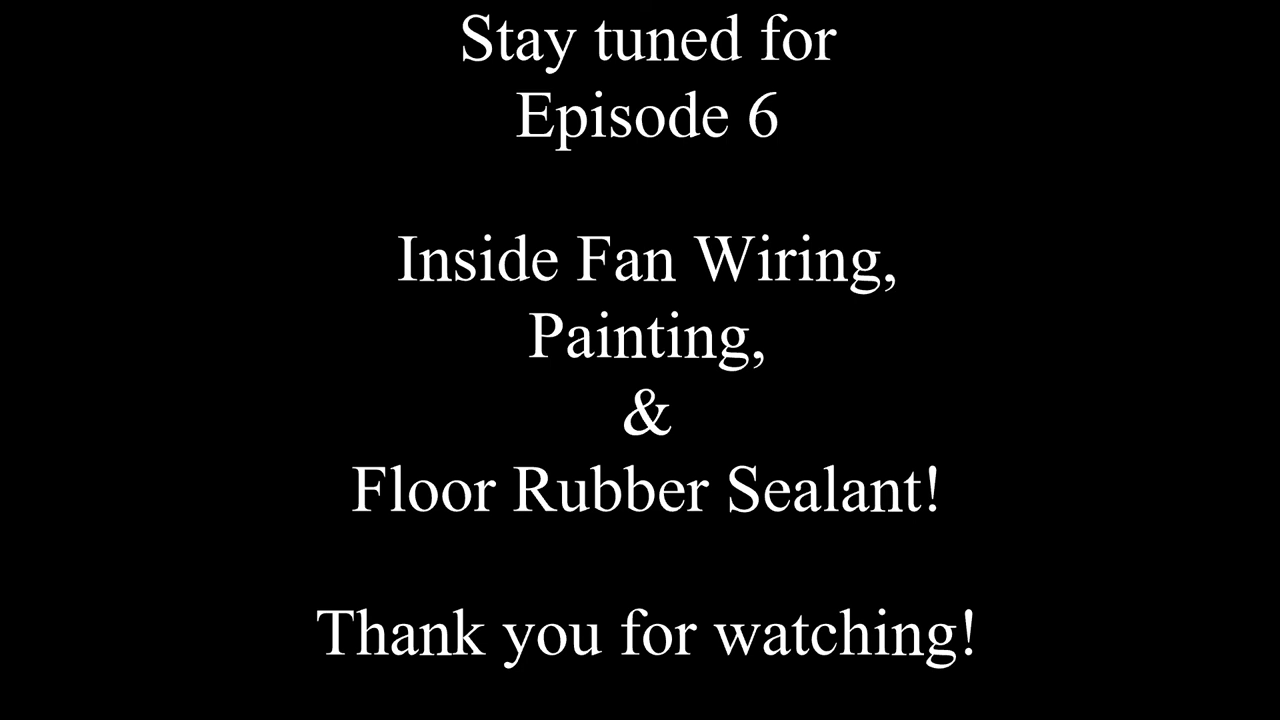 Stay tuned for
Episode 6
Inside Fan Wiring,
Painting,
&
Floor Rubber Sealant!
Thank you for watching!